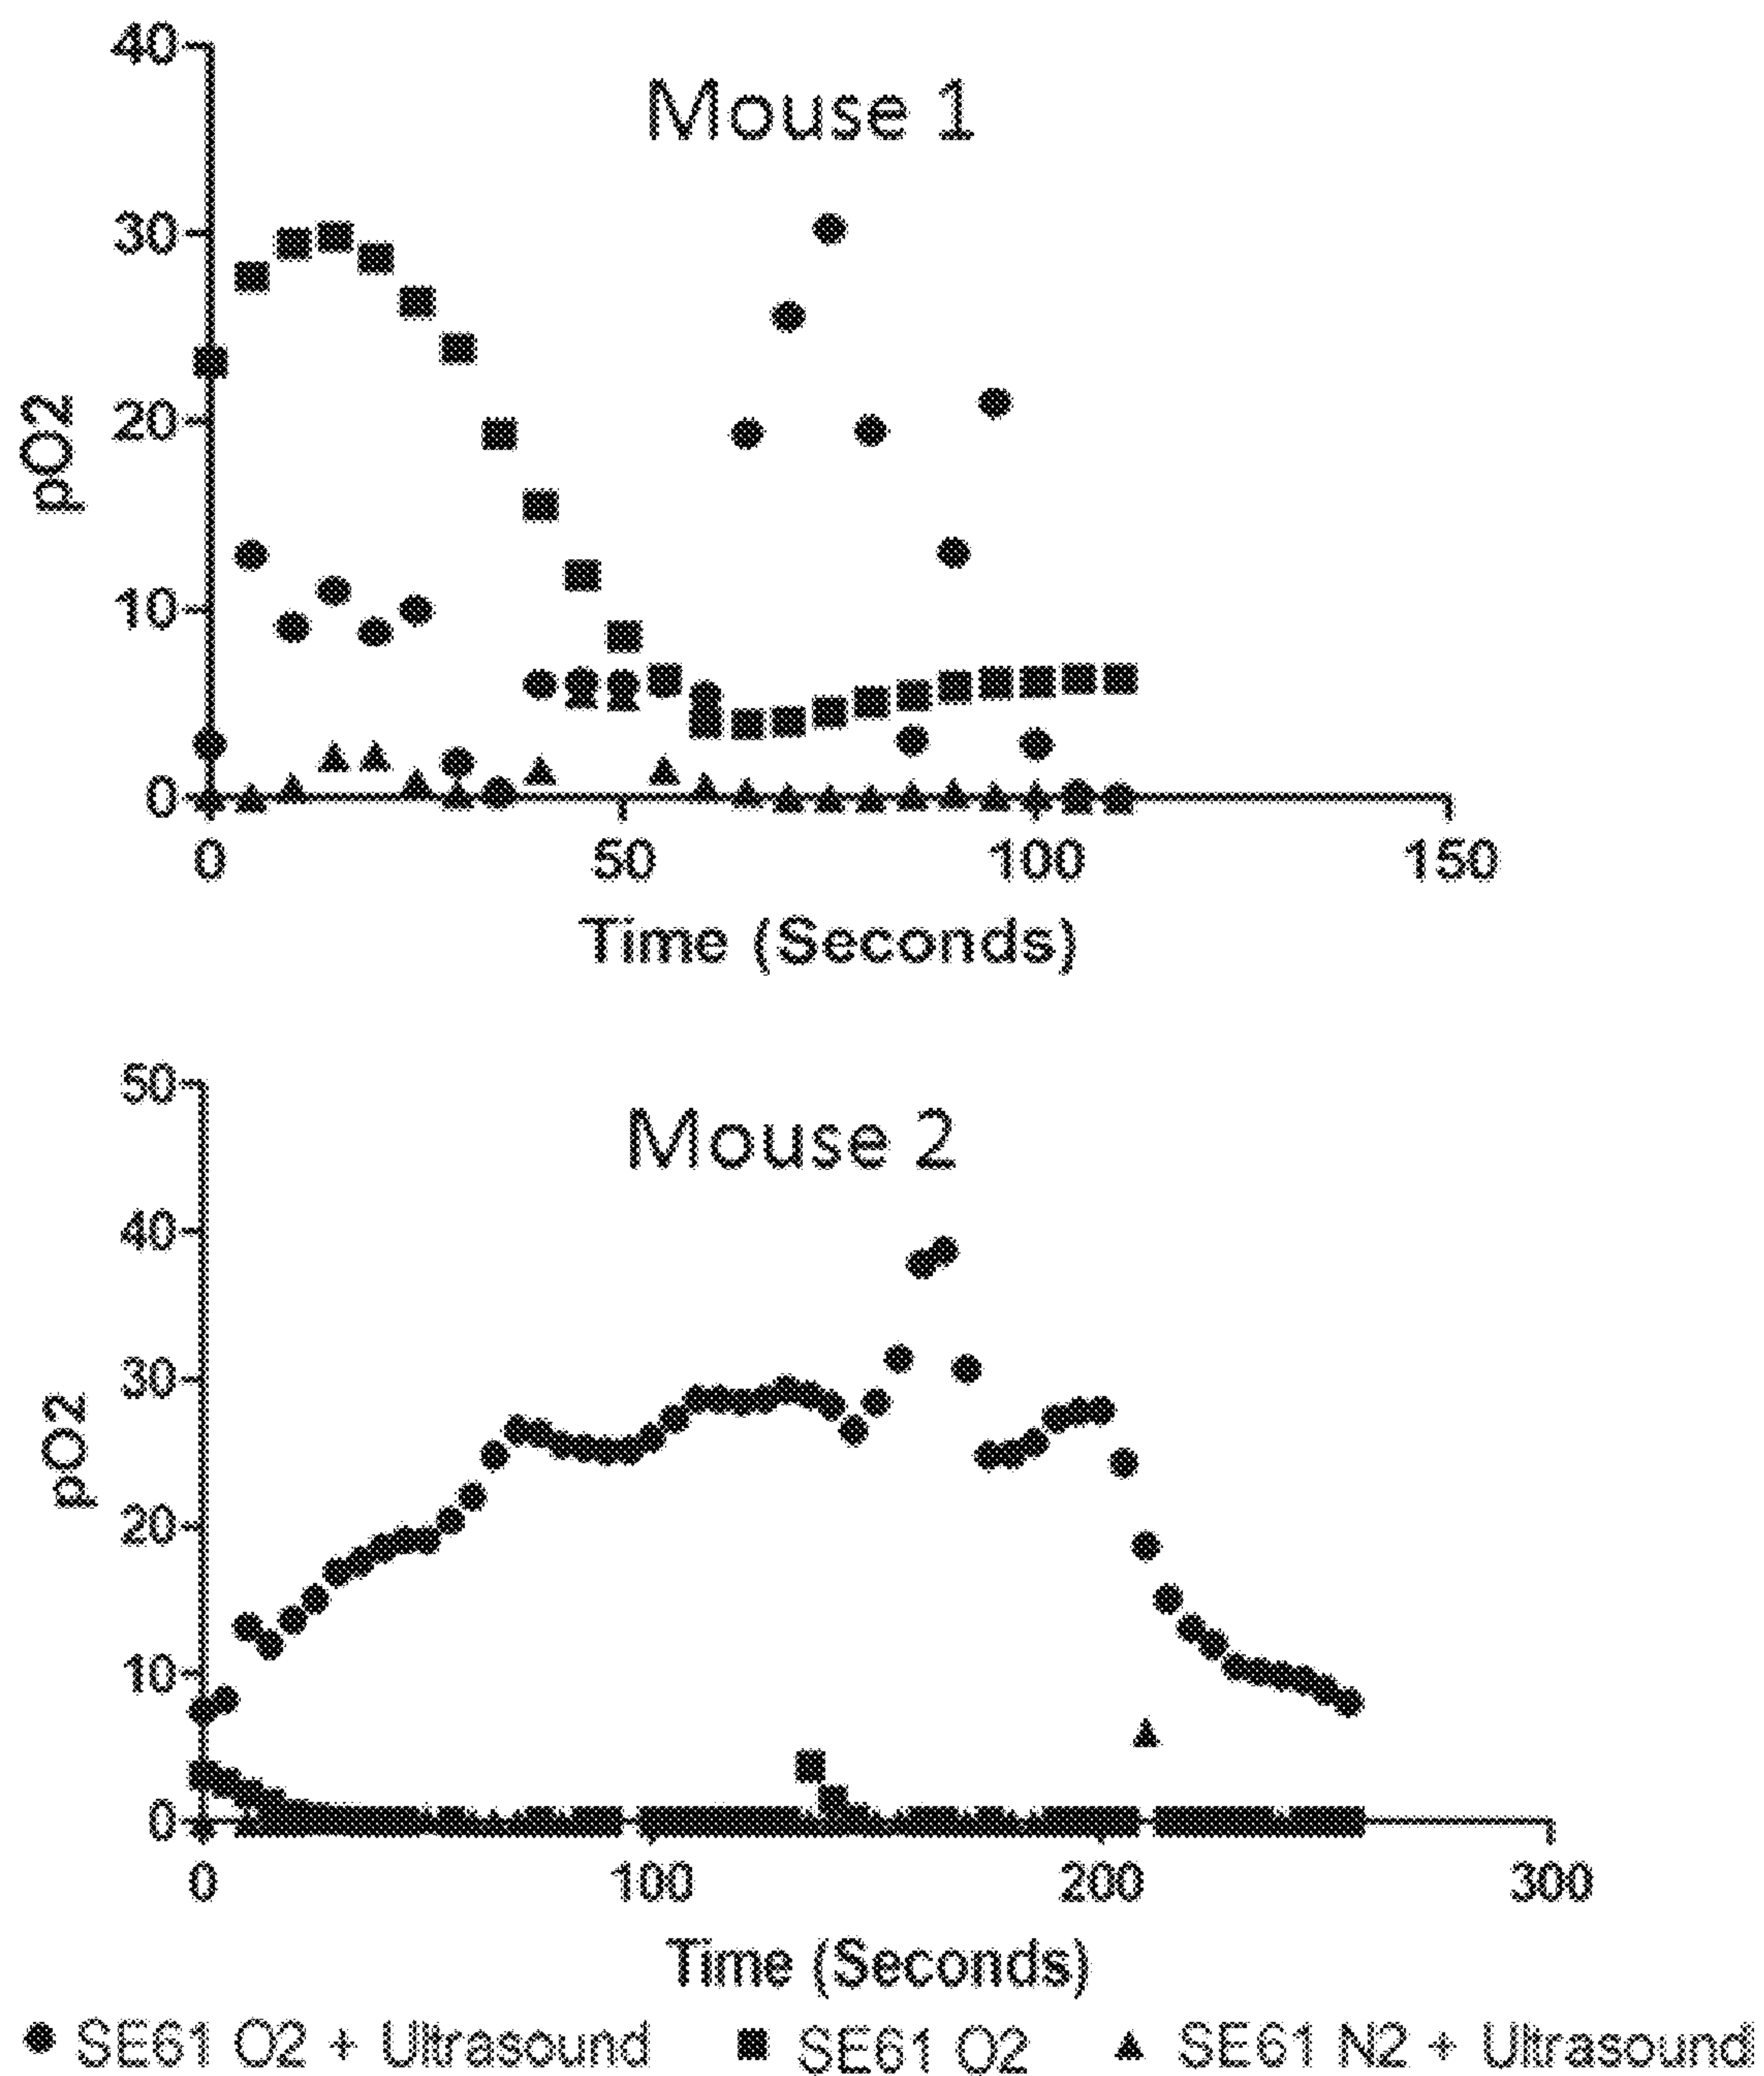 Mouse 1
40
30
20
10
0
pO2
0 50 100 150
Time (Seconds)
Mouse 2
50
40
30
20
10
0
pO2
0 100 200 300
Time (Seconds)
SE61 O2 + Ultrasound SE61 O2 SE61 N2 + Ultrasound